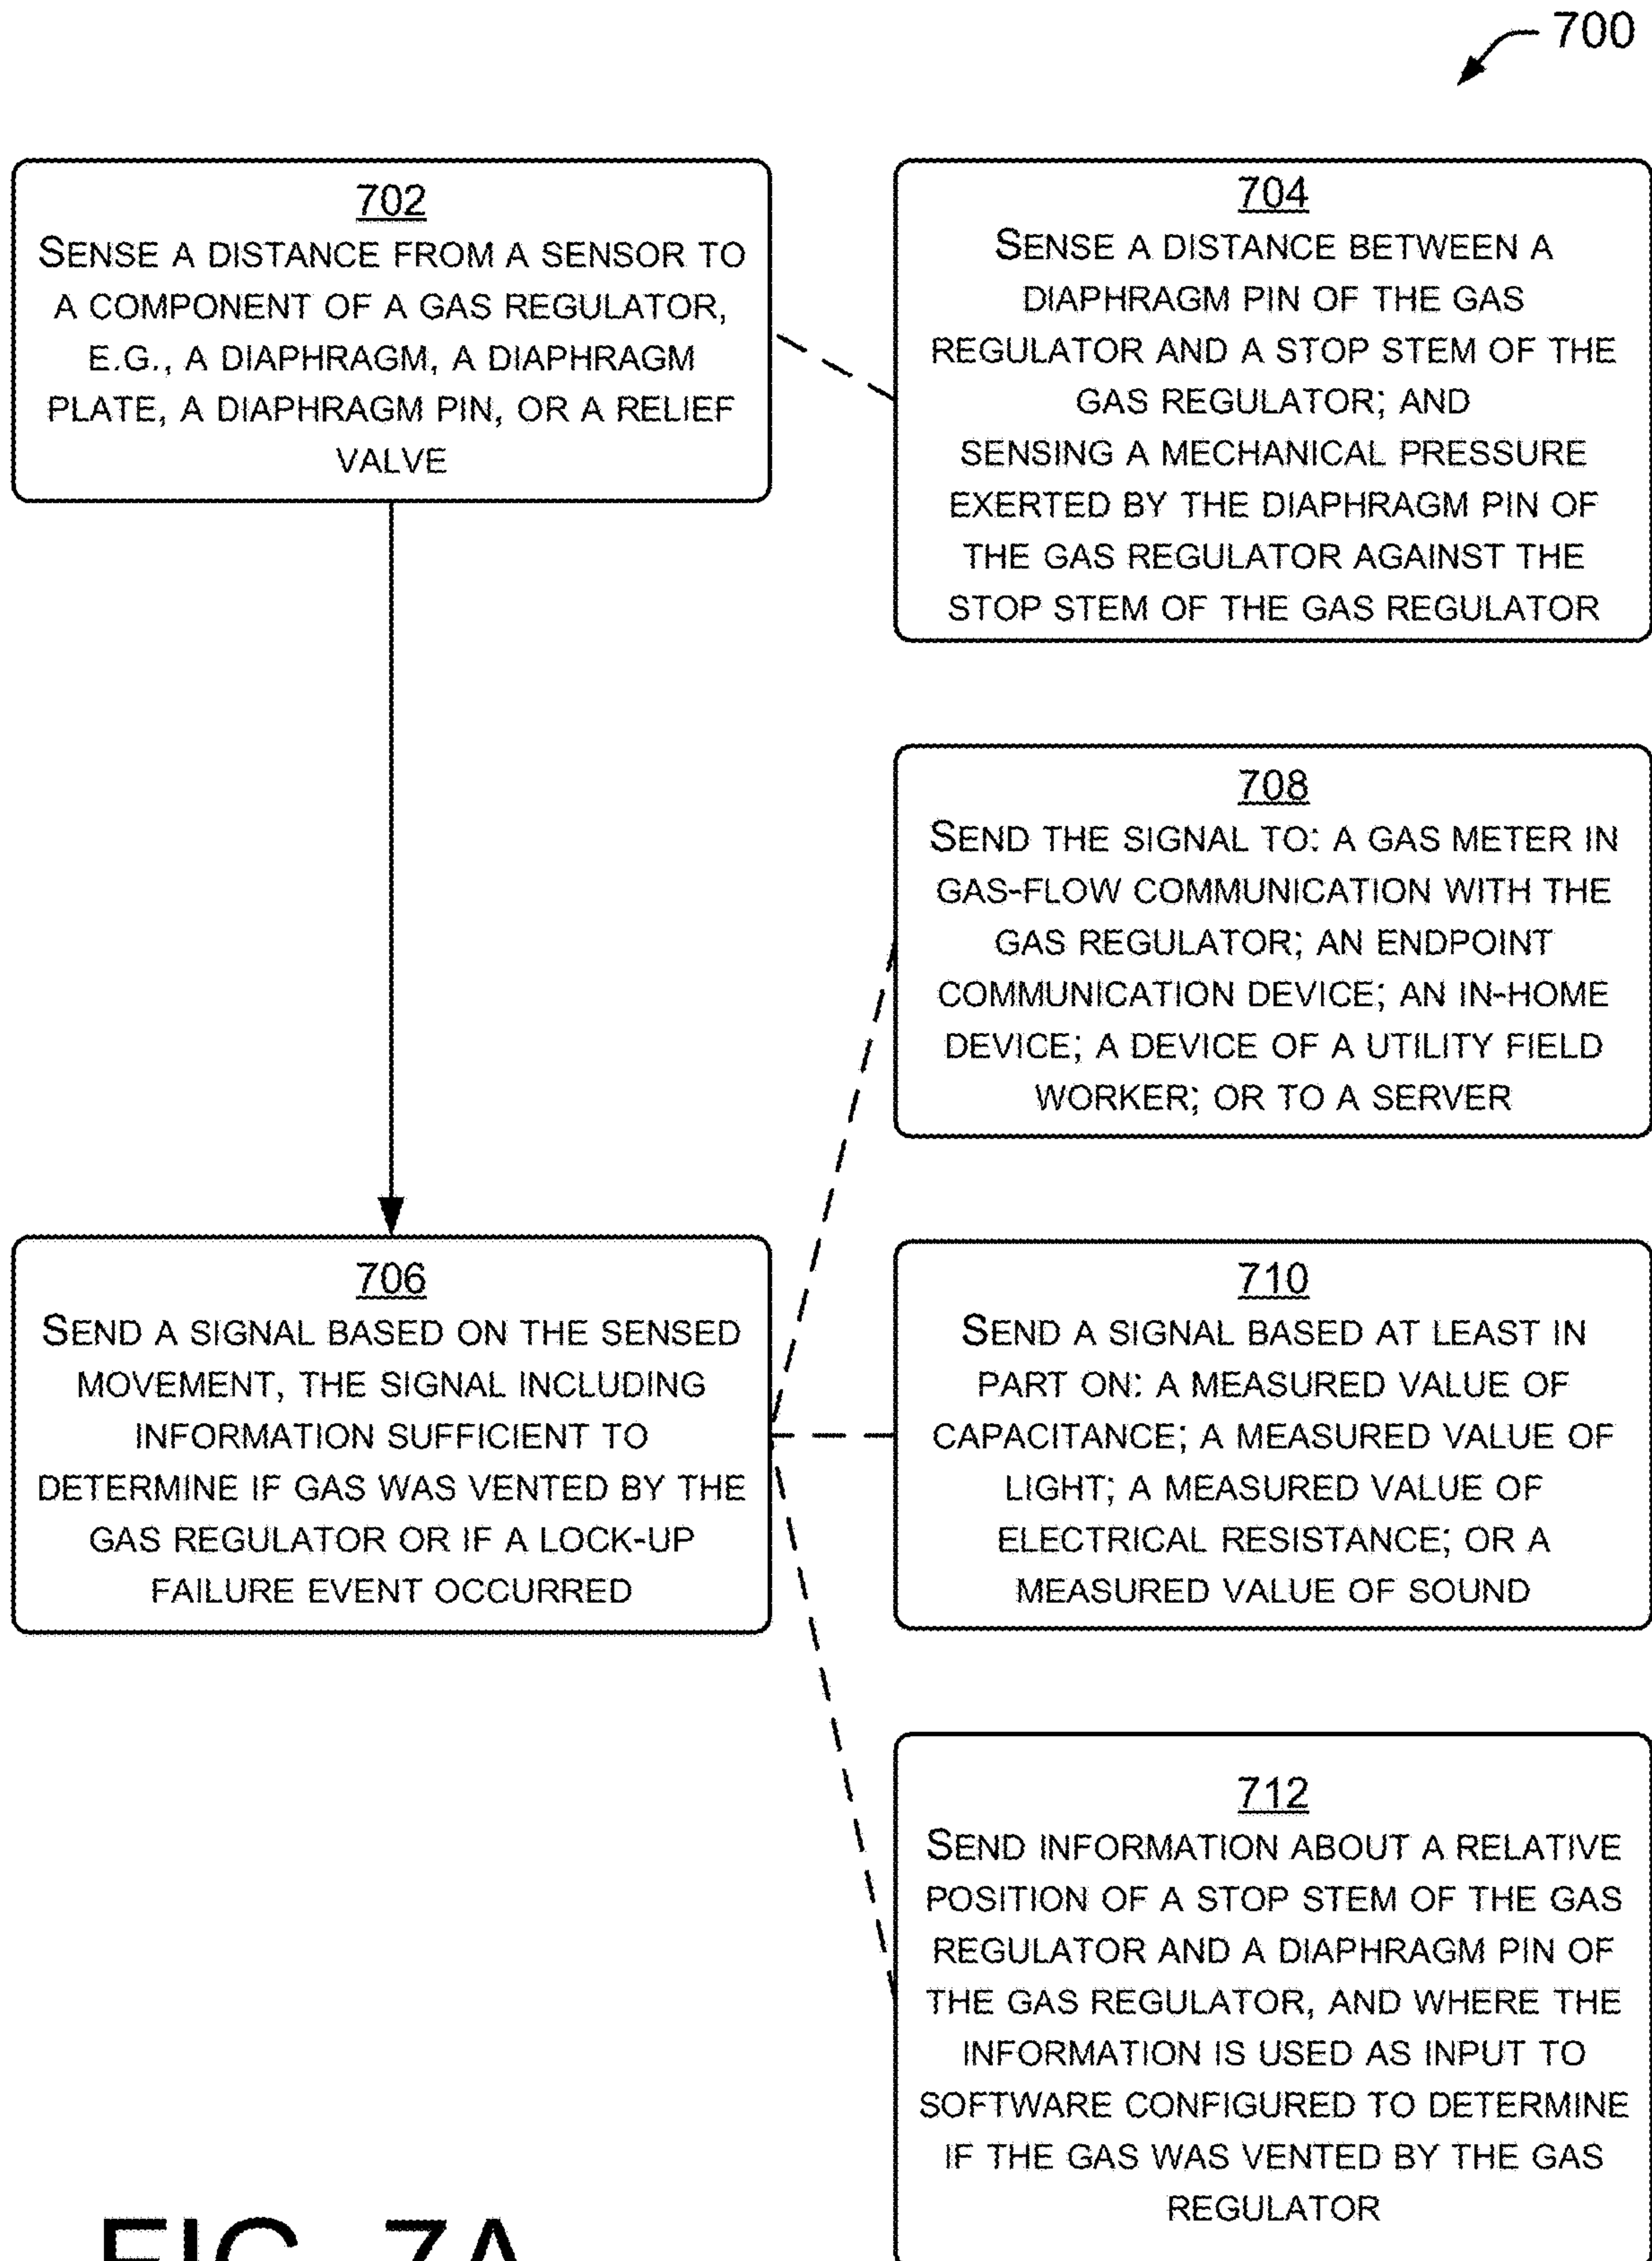 700
702
SENSE A DISTANCE FROM A SENSOR TO
A COMPONENT OF A GAS REGULATOR,
E.G., A DIAPHRAGM, A DIAPHRAGM
PLATE, A DIAPHRAGM PIN, OR A RELIEF
VALVE
704
SENSE A DISTANCE BETWEEN A
DIAPHRAGM PIN OF THE GAS
REGULATOR AND A STOP STEM OF THE
GAS REGULATOR; AND
SENSING A MECHANICAL PRESSURE
EXERTED BY THE DIAPHRAGM PIN OF
THE GAS REGULATOR AGAINST THE
STOP STEM OF THE GAS REGULATOR
706
SEND A SIGNAL BASED ON THE SENSED
MOVEMENT, THE SIGNAL INCLUDING
INFORMATION SUFFICIENT TO
DETERMINE IF GAS WAS VENTED BY THE
GAS REGULATOR OR IF A LOCK-UP
FAILURE EVENT OCCURRED
708
SEND THE SIGNAL TO: A GAS METER IN
GAS-FLOW COMMUNICATION WITH THE
GAS REGULATOR; AN ENDPOINT
COMMUNICATION DEVICE; AN IN-HOME
DEVICE; A DEVICE OF A UTILITY FIELD
WORKER; OR TO A SERVER
710
SEND A SIGNAL BASED AT LEAST IN
PART ON: A MEASURED VALUE OF
CAPACITANCE; A MEASURED VALUE OF
LIGHT; A MEASURED VALUE OF
ELECTRICAL RESISTANCE; OR A
MEASURED VALUE OF SOUND
712
SEND INFORMATION ABOUT A RELATIVE
POSITION OF A STOP STEM OF THE GAS
REGULATOR AND A DIAPHRAGM PIN OF
THE GAS REGULATOR, AND WHERE THE
INFORMATION IS USED AS INPUT TO
SOFTWARE CONFIGURED TO DETERMINE
IF THE GAS WAS VENTED BY THE GAS
REGULATOR
FIG. 7A